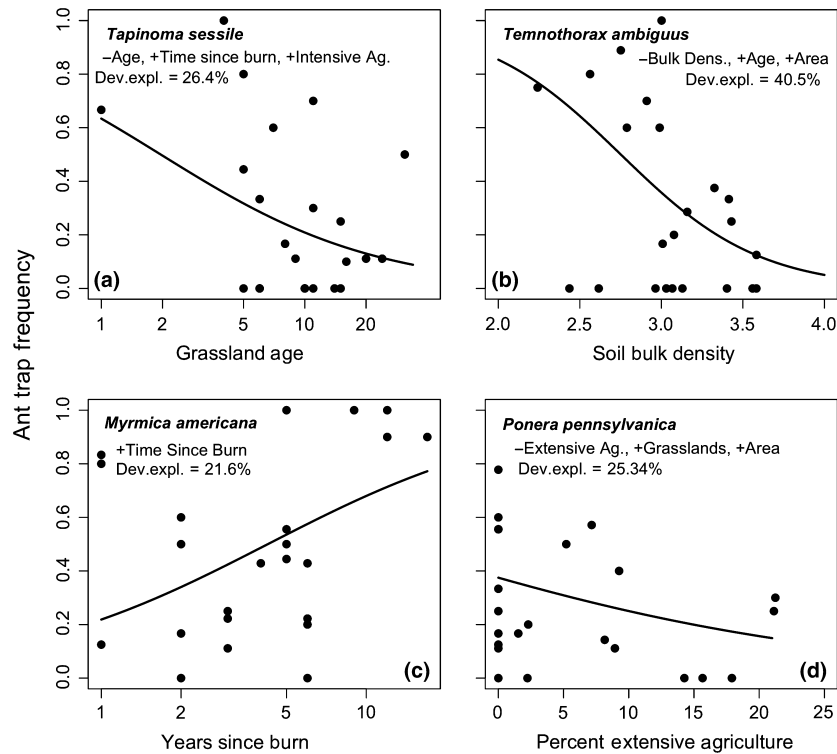 Ant trap frequency
0.0 0.2 0.4 0.6 0.8 1.0
Tapinoma sessile
−Age, +Time since burn, +Intensive Ag.
Dev.expl. = 26.4%
(a)
1 2 5 10 20
Grassland age
Temnothorax ambiguus
−Bulk Dens., +Age, +Area
Dev.expl. = 40.5%
(b)
2.0 2.5 3.0 3.5 4.0
Soil bulk density
0.0 0.2 0.4 0.6 0.8 1.0
Myrmica americana
+Time Since Burn
Dev.expl. = 21.6%
(c)
1 2 5 10
Years since burn
Ponera pennsylvanica
−Extensive Ag., +Grasslands, +Area
Dev.expl. = 25.34%
(d)
0 5 10 15 20 25
Percent extensive agriculture